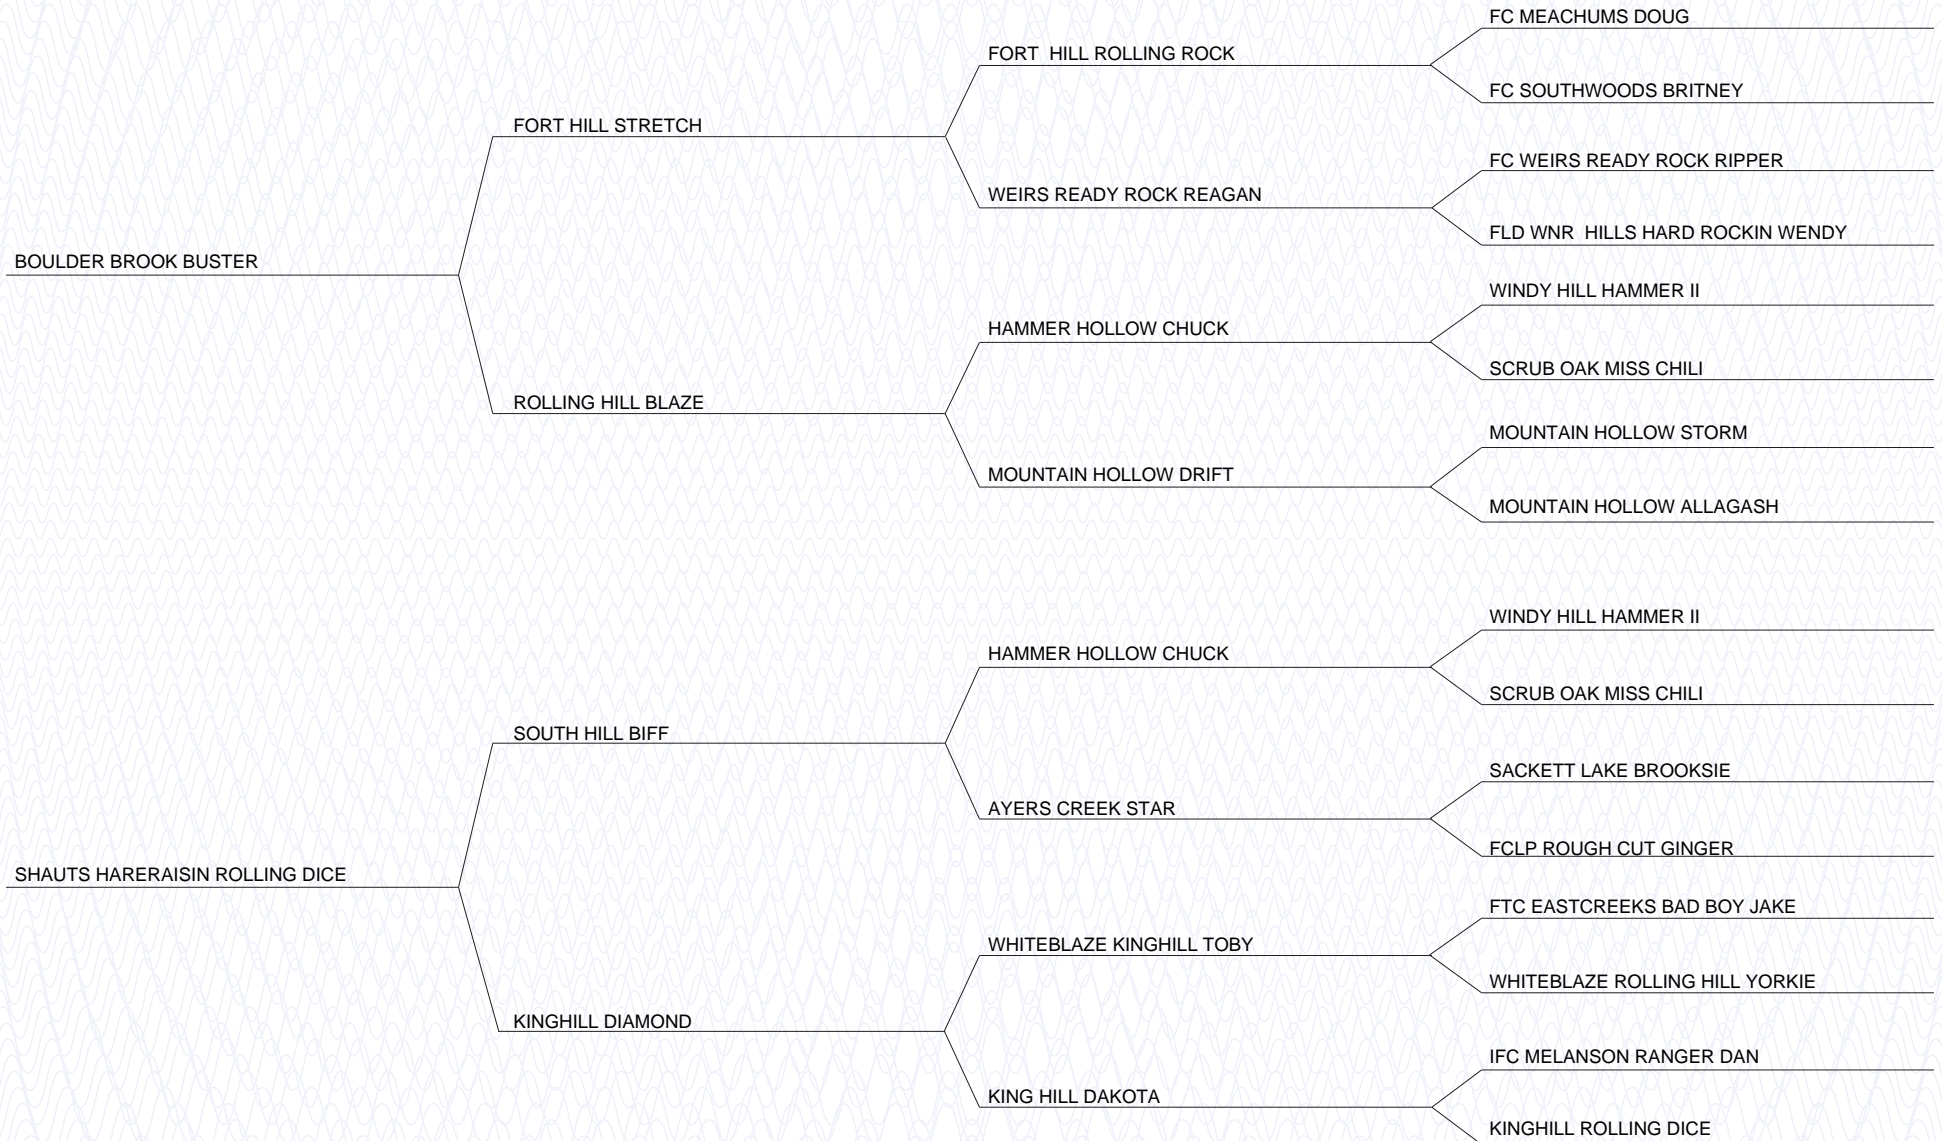 FC MEACHUMS DOUG
FORT  HILL ROLLING ROCK
FC SOUTHWOODS BRITNEY
FORT HILL STRETCH
FC WEIRS READY ROCK RIPPER
WEIRS READY ROCK REAGAN
FLD WNR  HILLS HARD ROCKIN WENDY
BOULDER BROOK BUSTER
WINDY HILL HAMMER II
HAMMER HOLLOW CHUCK
SCRUB OAK MISS CHILI
ROLLING HILL BLAZE
MOUNTAIN HOLLOW STORM
MOUNTAIN HOLLOW DRIFT
MOUNTAIN HOLLOW ALLAGASH
WINDY HILL HAMMER II
HAMMER HOLLOW CHUCK
SCRUB OAK MISS CHILI
SOUTH HILL BIFF
SACKETT LAKE BROOKSIE
AYERS CREEK STAR
FCLP ROUGH CUT GINGER
SHAUTS HARERAISIN ROLLING DICE
FTC EASTCREEKS BAD BOY JAKE
WHITEBLAZE KINGHILL TOBY
WHITEBLAZE ROLLING HILL YORKIE
KINGHILL DIAMOND
IFC MELANSON RANGER DAN
KING HILL DAKOTA
KINGHILL ROLLING DICE